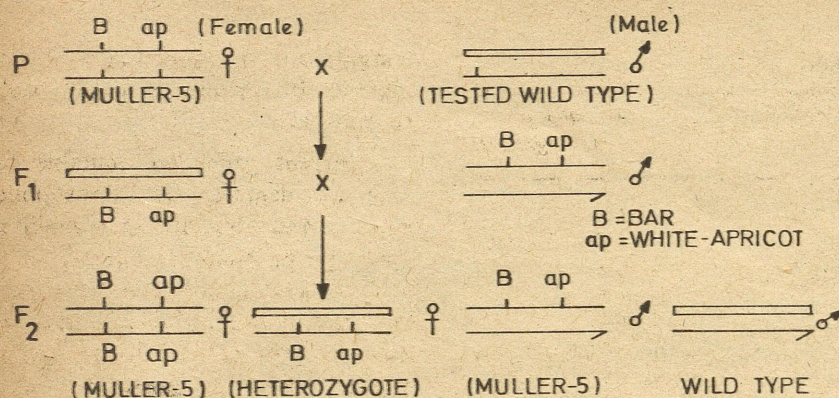 B ap (Female) (Male)
P ♀ x ♂
(MULLER-5) (TESTED WILD TYPE)
B ap
F1 ♀ x ♂
B ap
B =BAR
ap =WHITE-APRICOT
B ap B ap
F2 ♀ ♀ ♂ ♂
B ap B ap
(MULLER-5) (HETEROZYGOTE) (MULLER-5) WILD TYPE